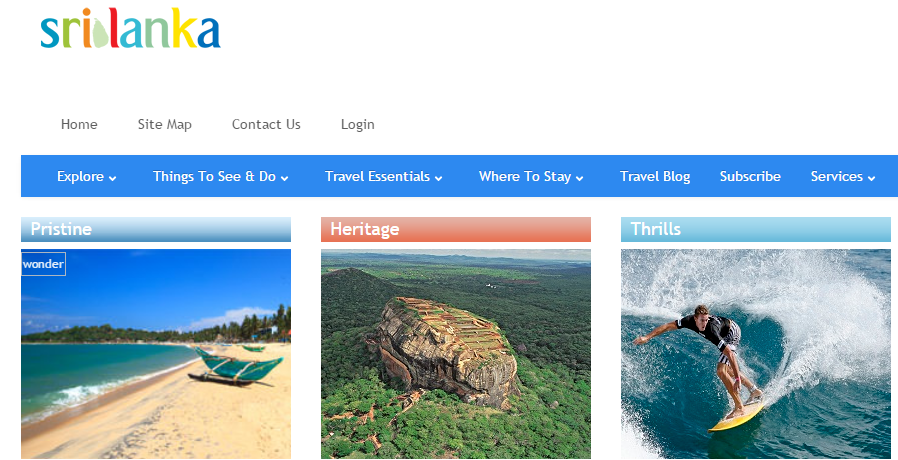 srilanka
Home Site Map Contact Us Login
Explore Things To See & Do Travel Essentials Where To Stay Travel Blog Subscribe Services
Pristine Heritage Thrills
wonder